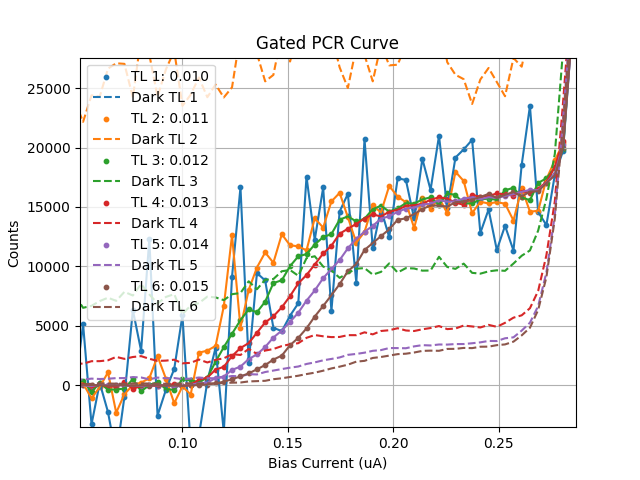 Gated PCR Curve
Counts
25000
20000
15000
10000
5000
0
TL 1: 0.010
Dark TL 1
TL 2: 0.011
Dark TL 2
TL 3: 0.012
Dark TL 3
TL 4: 0.013
Dark TL 4
TL 5: 0.014
Dark TL 5
TL 6: 0.015
Dark TL 6
0.10 0.15 0.20 0.25
Bias Current (uA)